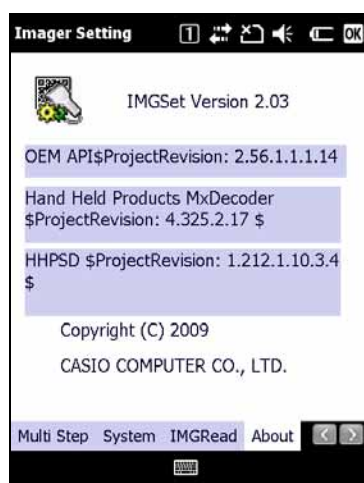 Imager Setting 1 OK
IMGSet Version 2.03
OEM API$ProjectRevision: 2.56.1.1.1.14
Hand Held Products MxDecoder
$ProjectRevision: 4.325.2.17 $
HHPSD $ProjectRevision: 1.212.1.10.3.4
$
Copyright (C) 2009
CASIO COMPUTER CO., LTD.
Multi Step System IMGRead About